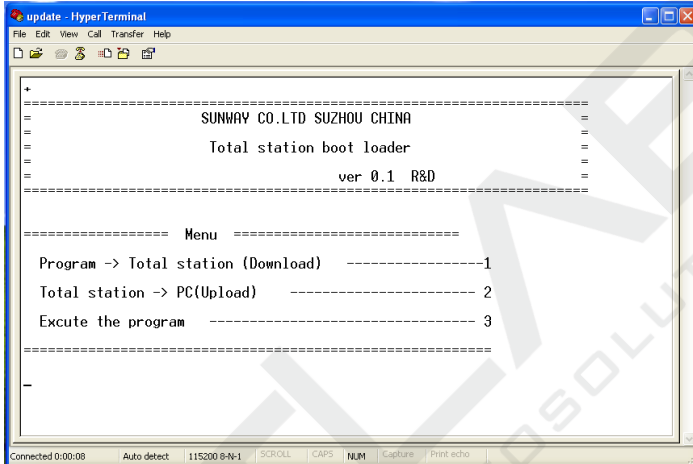 update - HyperTerminal
File Edit View Call Transfer Help
+
======================================================================
= SUNWAY CO.LTD SUZHOU CHINA =
= =
= Total station boot loader =
= =
= ver 0.1 R&D =
======================================================================
================== Menu ============================
Program -> Total station (Download) -----------------1
Total station -> PC(Upload) ----------------------- 2
Excute the program --------------------------------- 3
==========================================================
_
Connected 0:00:08 Auto detect 115200 8-N-1 SCROLL CAPS NUM Capture Print echo